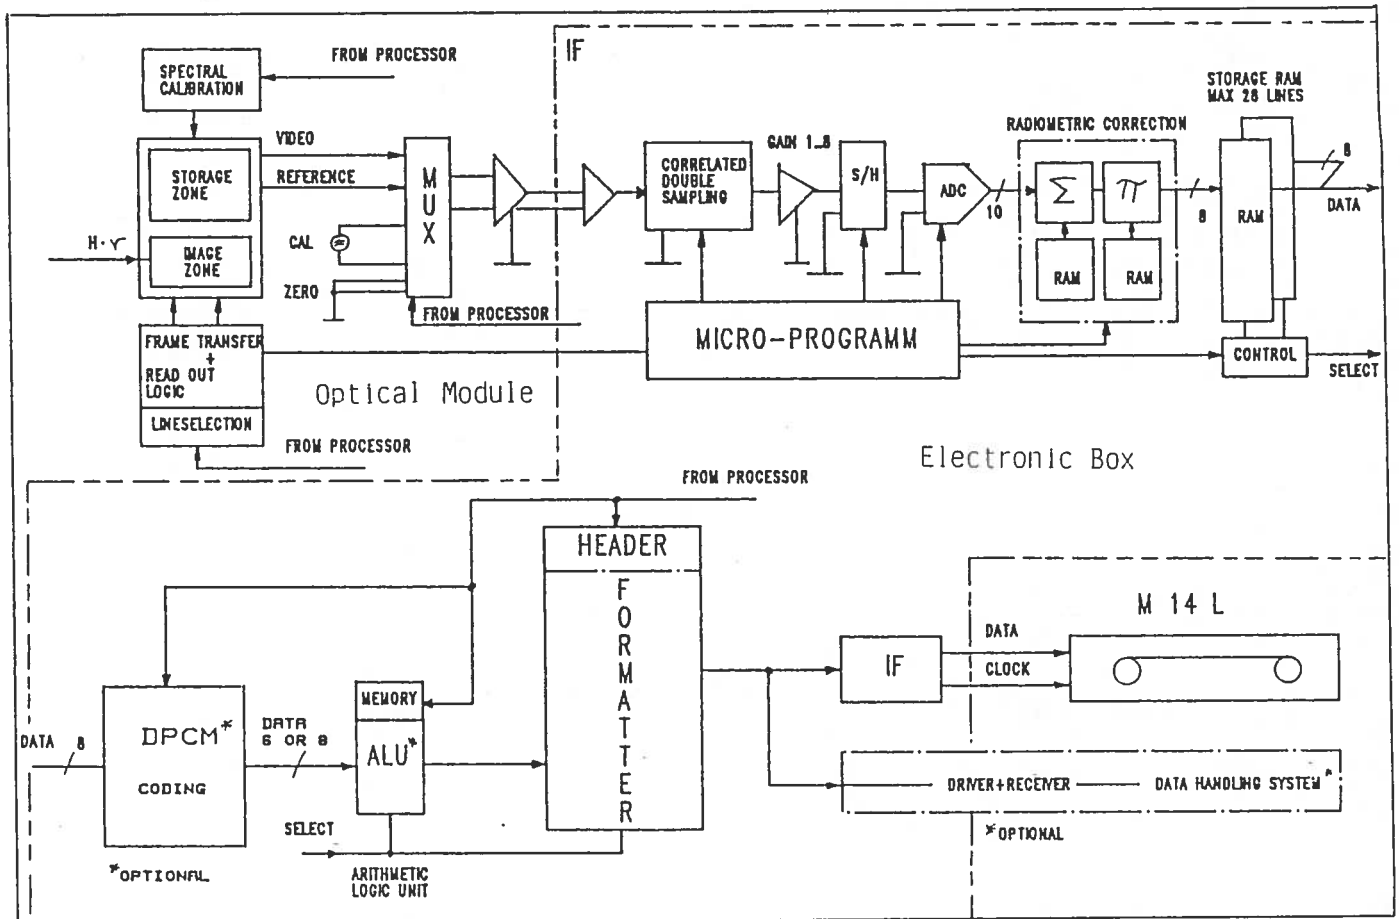 IF
FROM PROCESSOR
SPECTRAL
CALIBRATION
STORAGE RAM
MAX 28 LINES
VIDEO
REFERENCE
STORAGE
ZONE
IMAGE
ZONE
H·γ
CAL
ZERO
MUX
FROM PROCESSOR
CORRELATED
DOUBLE
SAMPLING
GAIN 1..8
S/H
ADC
10
RADIOMETRIC CORRECTION
Σ
π
RAM
RAM
8
RAM
8
DATA
FRAME TRANSFER
+
READ OUT
LOGIC
LINESELECTION
FROM PROCESSOR
Optical Module
MICRO-PROGRAMM
CONTROL
SELECT
Electronic Box
FROM PROCESSOR
HEADER
FORMATTER
DATA
8
DPCM*
CODING
*OPTIONAL
DATA
6 OR 8
MEMORY
ALU*
SELECT
ARITHMETIC
LOGIC UNIT
IF
DATA
CLOCK
M 14 L
DRIVER+RECEIVER
DATA HANDLING SYSTEM*
*OPTIONAL